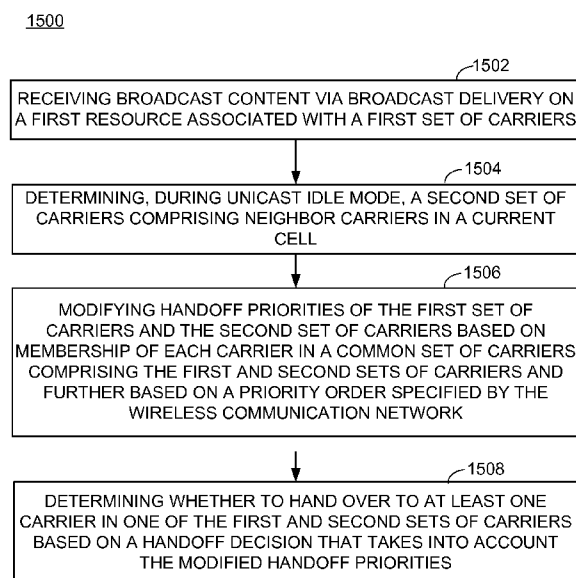 1500
1502
RECEIVING BROADCAST CONTENT VIA BROADCAST DELIVERY ON
A FIRST RESOURCE ASSOCIATED WITH A FIRST SET OF CARRIERS
1504
DETERMINING, DURING UNICAST IDLE MODE, A SECOND SET OF
CARRIERS COMPRISING NEIGHBOR CARRIERS IN A CURRENT
CELL
1506
MODIFYING HANDOFF PRIORITIES OF THE FIRST SET OF
CARRIERS AND THE SECOND SET OF CARRIERS BASED ON
MEMBERSHIP OF EACH CARRIER IN A COMMON SET OF CARRIERS
COMPRISING THE FIRST AND SECOND SETS OF CARRIERS AND
FURTHER BASED ON A PRIORITY ORDER SPECIFIED BY THE
WIRELESS COMMUNICATION NETWORK
1508
DETERMINING WHETHER TO HAND OVER TO AT LEAST ONE
CARRIER IN ONE OF THE FIRST AND SECOND SETS OF CARRIERS
BASED ON A HANDOFF DECISION THAT TAKES INTO ACCOUNT
THE MODIFIED HANDOFF PRIORITIES